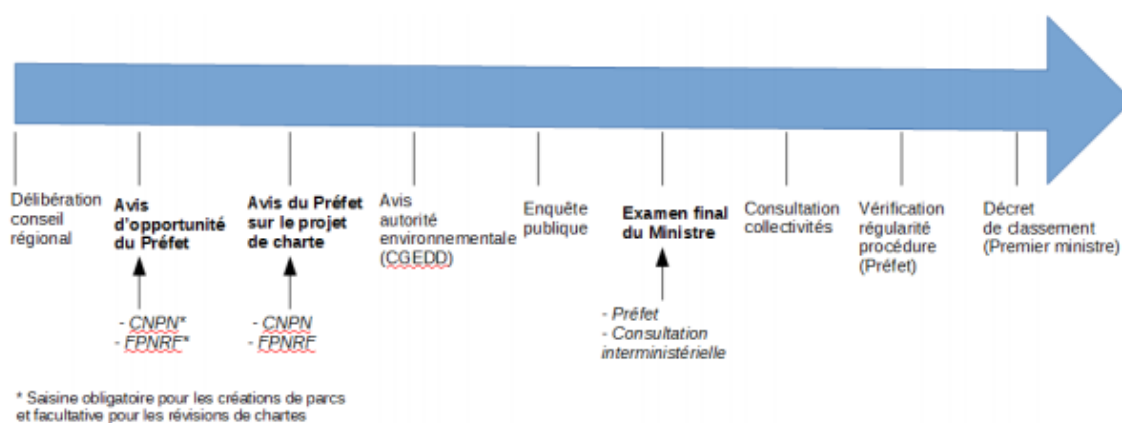 Délibération
conseil
régional
Avis
d'opportunité
du Préfet
Avis du Préfet
sur le projet
de charte
Avis
autorité
environnementale
(CGEDD)
Enquête
publique
Examen final
du Ministre
Consultation
collectivités
Vérification
régularité
procédure
(Préfet)
Décret
de classement
(Premier ministre)
- CNPN*
- FPNRF*
- CNPN
- FPNRF
- Préfet
- Consultation
interministérielle
* Saisine obligatoire pour les créations de parcs
et facultative pour les révisions de chartes